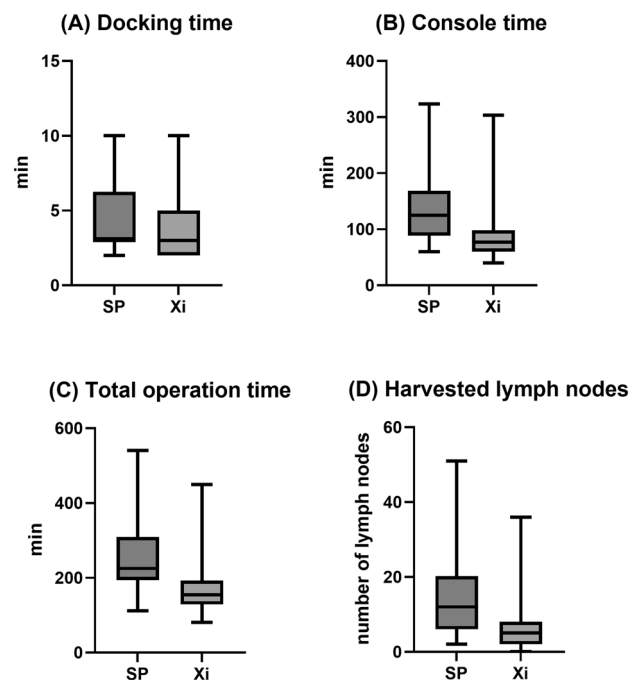 (A) Docking time
15
10
5
0
min
SP
Xi
(B) Console time
400
300
200
100
0
min
SP
Xi
(C) Total operation time
600
400
200
0
min
SP
Xi
(D) Harvested lymph nodes
60
40
20
0
number of lymph nodes
SP
Xi